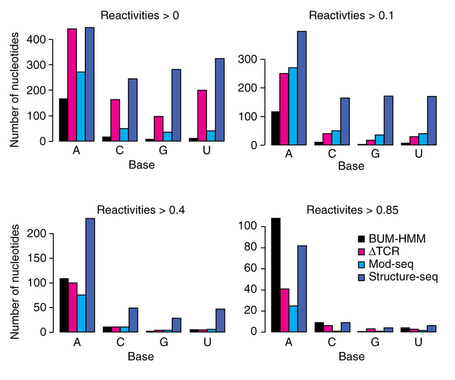 Reactivities > 0
Number of nucleotides
400
300
200
100
0
A C G U
Base
Reactivities > 0.1
300
200
100
0
A C G U
Base
Reactivities > 0.4
Number of nucleotides
200
150
100
50
0
A C G U
Base
Reactivites > 0.85
100
80
60
40
20
0
BUM-HMM
ΔTCR
Mod-seq
Structure-seq
A C G U
Base